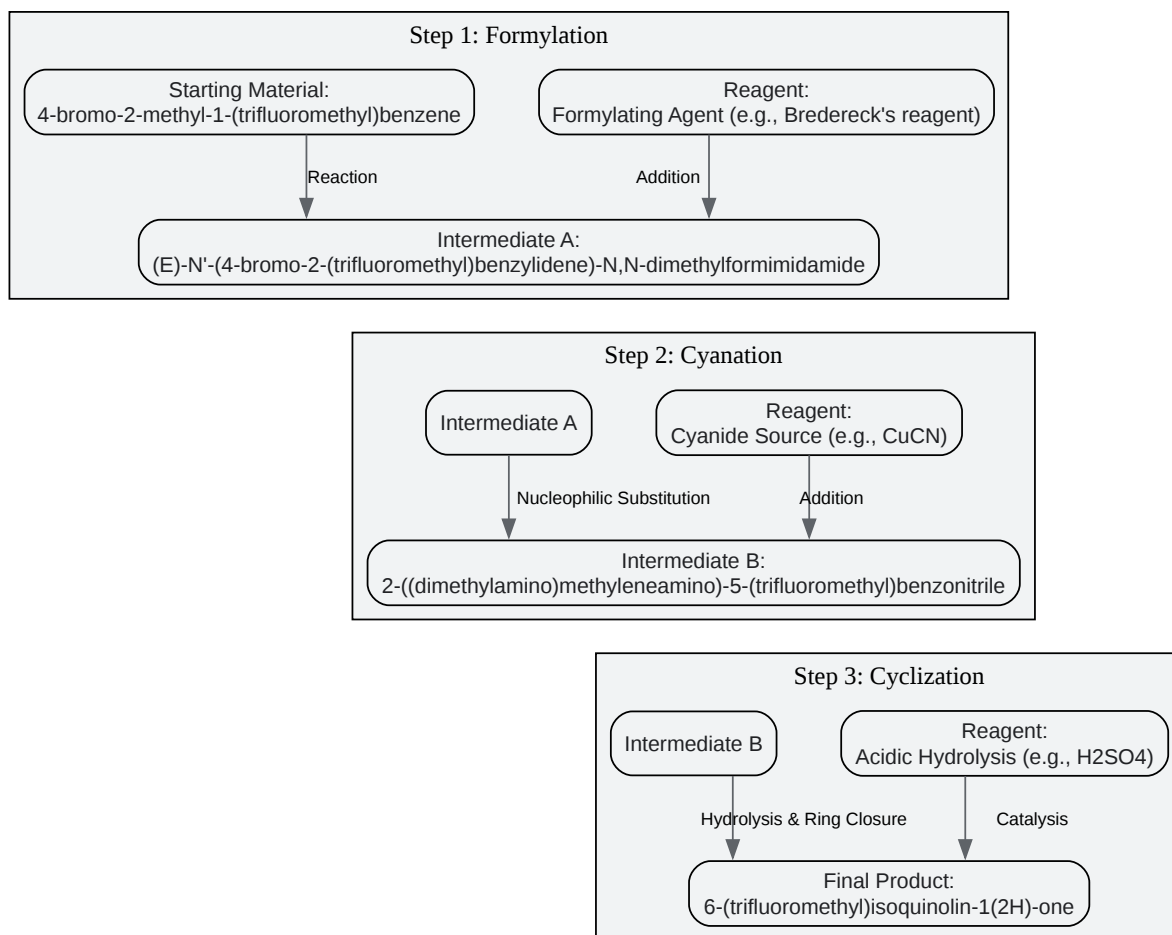 Step 1: Formylation
Starting Material:
4-bromo-2-methyl-1-(trifluoromethyl)benzene
Reagent:
Formylating Agent (e.g., Bredereck's reagent)
Reaction
Addition
Intermediate A:
(E)-N'-(4-bromo-2-(trifluoromethyl)benzylidene)-N,N-dimethylformimidamide
Step 2: Cyanation
Intermediate A
Reagent:
Cyanide Source (e.g., CuCN)
Nucleophilic Substitution
Addition
Intermediate B:
2-((dimethylamino)methyleneamino)-5-(trifluoromethyl)benzonitrile
Step 3: Cyclization
Intermediate B
Reagent:
Acidic Hydrolysis (e.g., H2SO4)
Hydrolysis & Ring Closure
Catalysis
Final Product:
6-(trifluoromethyl)isoquinolin-1(2H)-one